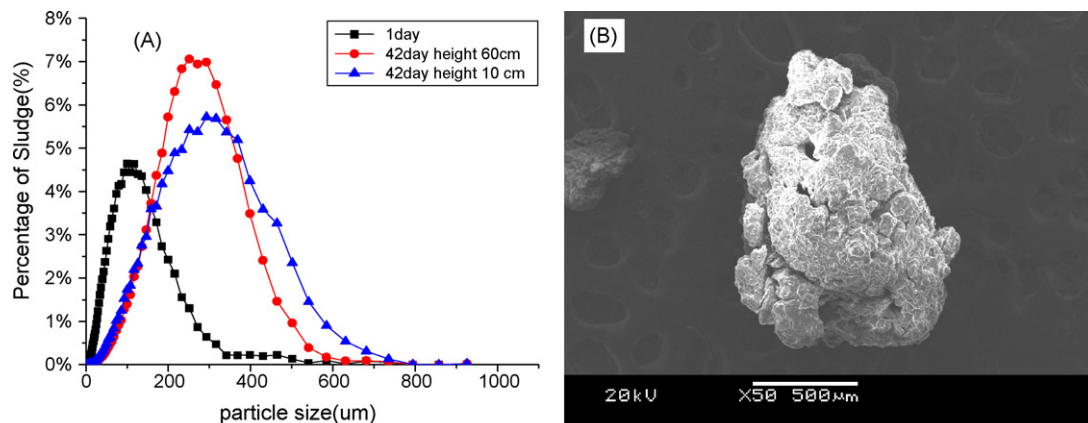 (A)
1day
42day height 60cm
42day height 10 cm
Percentage of Sludge(%)
8%
7%
6%
5%
4%
3%
2%
1%
0%
0 200 400 600 800 1000
particle size(um)
(B)
20kV X50 500µm